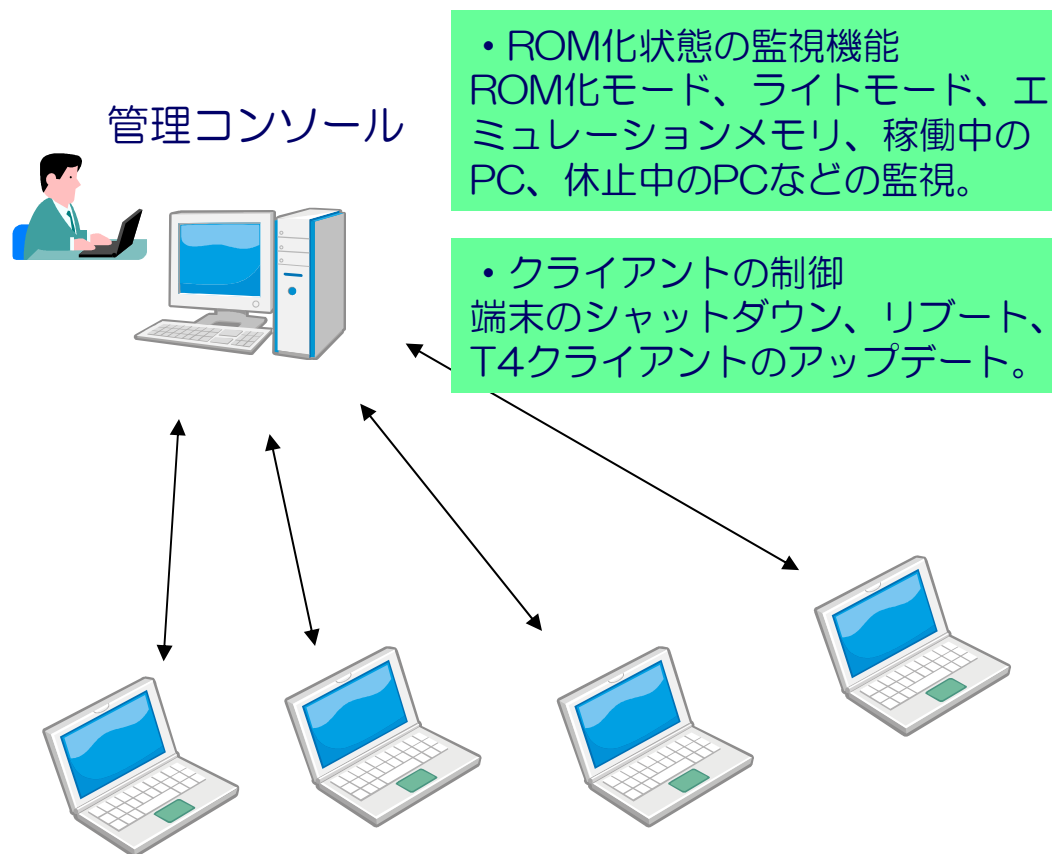 管理コンソール
・ROM化状態の監視機能
ROM化モード、ライトモード、エ
ミュレーションメモリ、稼働中の
PC、休止中のPCなどの監視。
・クライアントの制御
端末のシャットダウン、リブート、
T4クライアントのアップデート。